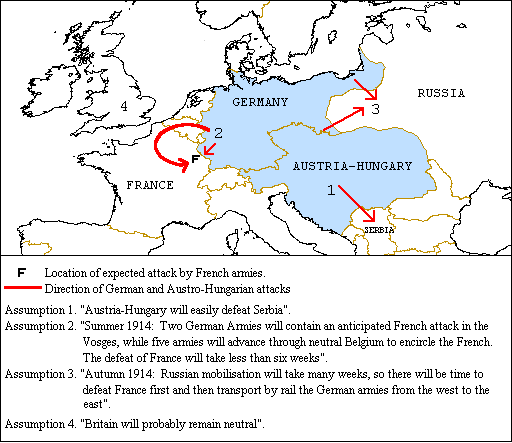 GERMANY
RUSSIA
4
3
2
F
AUSTRIA-HUNGARY
FRANCE
1
SERBIA
F Location of expected attack by French armies.
Direction of German and Austro-Hungarian attacks
Assumption 1. "Austria-Hungary will easily defeat Serbia".
Assumption 2. "Summer 1914: Two German Armies will contain an anticipated French attack in the
Vosges, while five armies will advance through neutral Belgium to encircle the French.
The defeat of France will take less than six weeks".
Assumption 3. "Autumn 1914: Russian mobilisation will take many weeks, so there will be time to
defeat France first and then transport by rail the German armies from the west to the
east".
Assumption 4. "Britain will probably remain neutral".